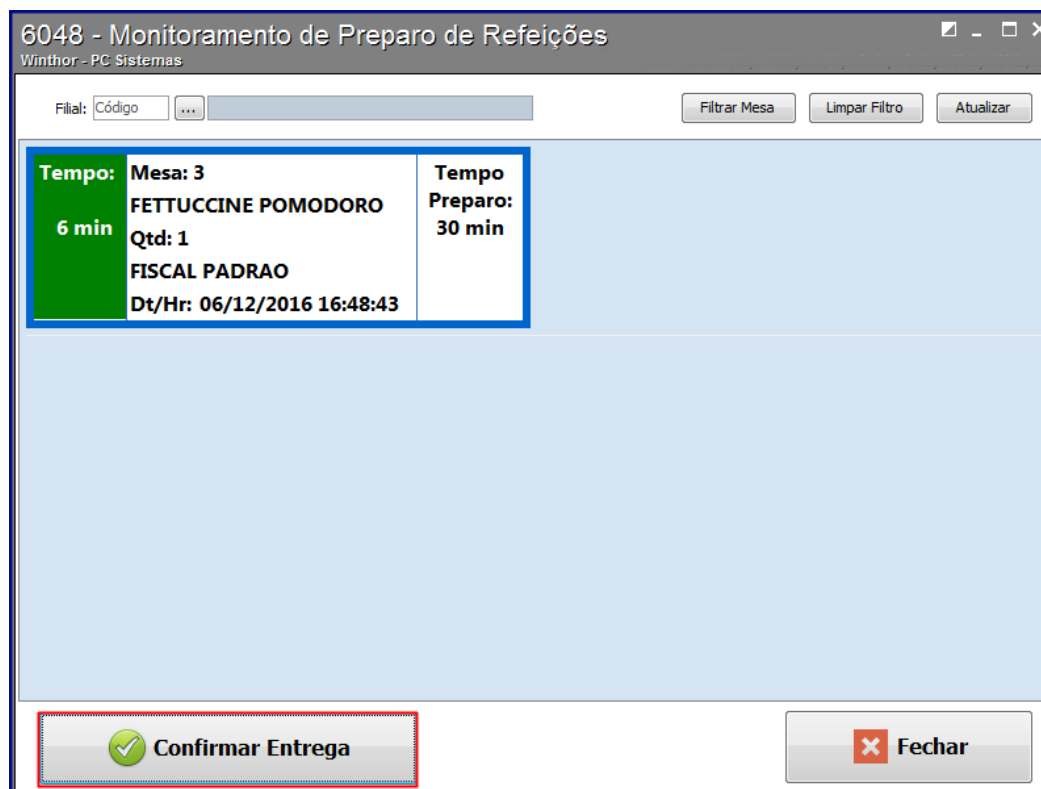 6048 - Monitoramento de Preparo de Refeições
Winthor - PC Sistemas
Filial: Código ... Filtrar Mesa Limpar Filtro Atualizar
Tempo:
6 min
Mesa: 3
FETTUCCINE POMODORO
Qtd: 1
FISCAL PADRAO
Dt/Hr: 06/12/2016 16:48:43
Tempo
Preparo:
30 min
Confirmar Entrega Fechar